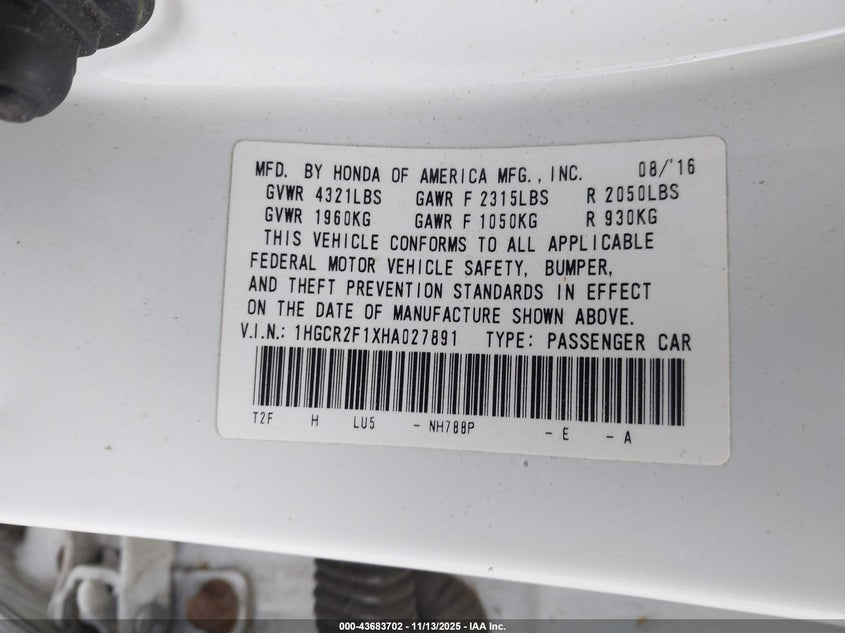 MFD. BY HONDA OF AMERICA MFG., INC. 08/'16
GVWR 4321LBS GAWR F 2315LBS R 2050LBS
GVWR 1960KG GAWR F 1050KG R 930KG
THIS VEHICLE CONFORMS TO ALL APPLICABLE
FEDERAL MOTOR VEHICLE SAFETY, BUMPER,
AND THEFT PREVENTION STANDARDS IN EFFECT
ON THE DATE OF MANUFACTURE SHOWN ABOVE.
V.I.N.: 1HGCR2F1XHA027891 TYPE: PASSENGER CAR
T2F H LU5 - NH788P - E - A
000-43683702 - 11/13/2025 - IAA Inc.